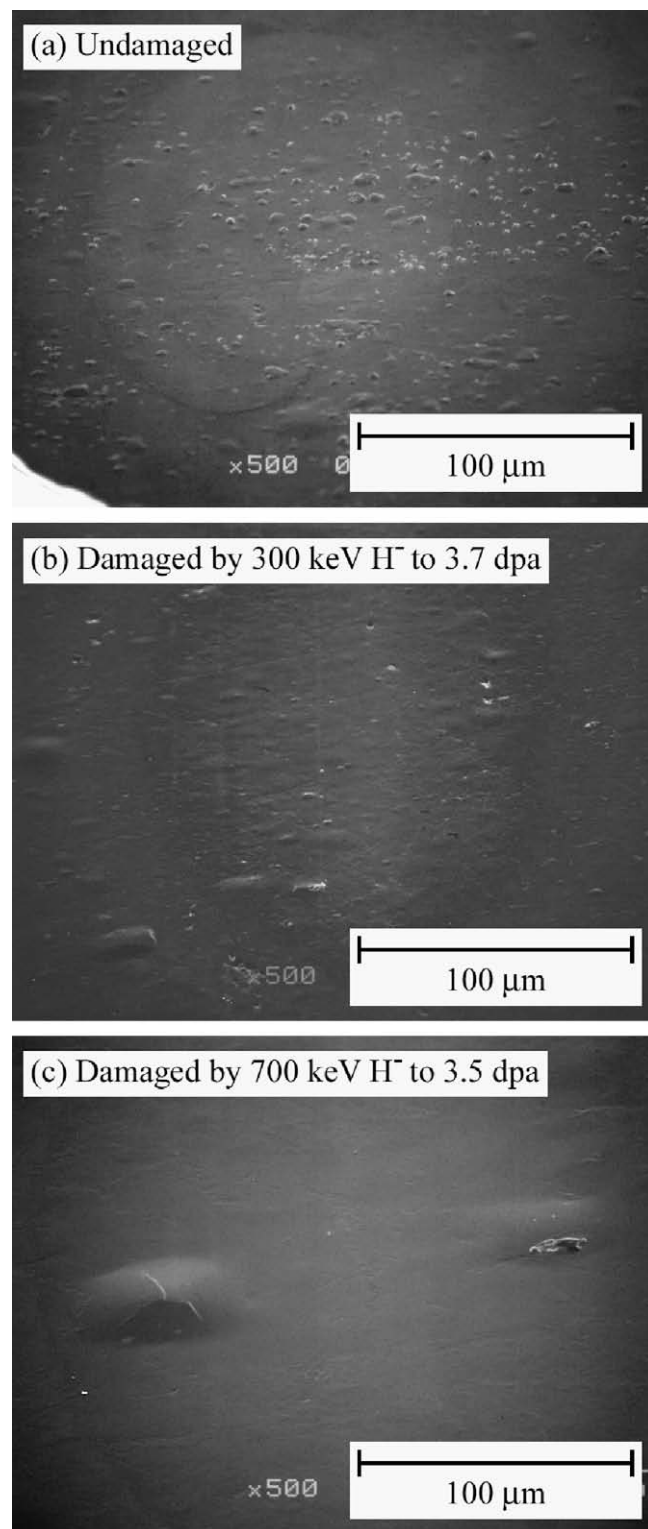 (a) Undamaged
×500 0
100 μm
(b) Damaged by 300 keV H⁻ to 3.7 dpa
×500
100 μm
(c) Damaged by 700 keV H⁻ to 3.5 dpa
×500
100 μm